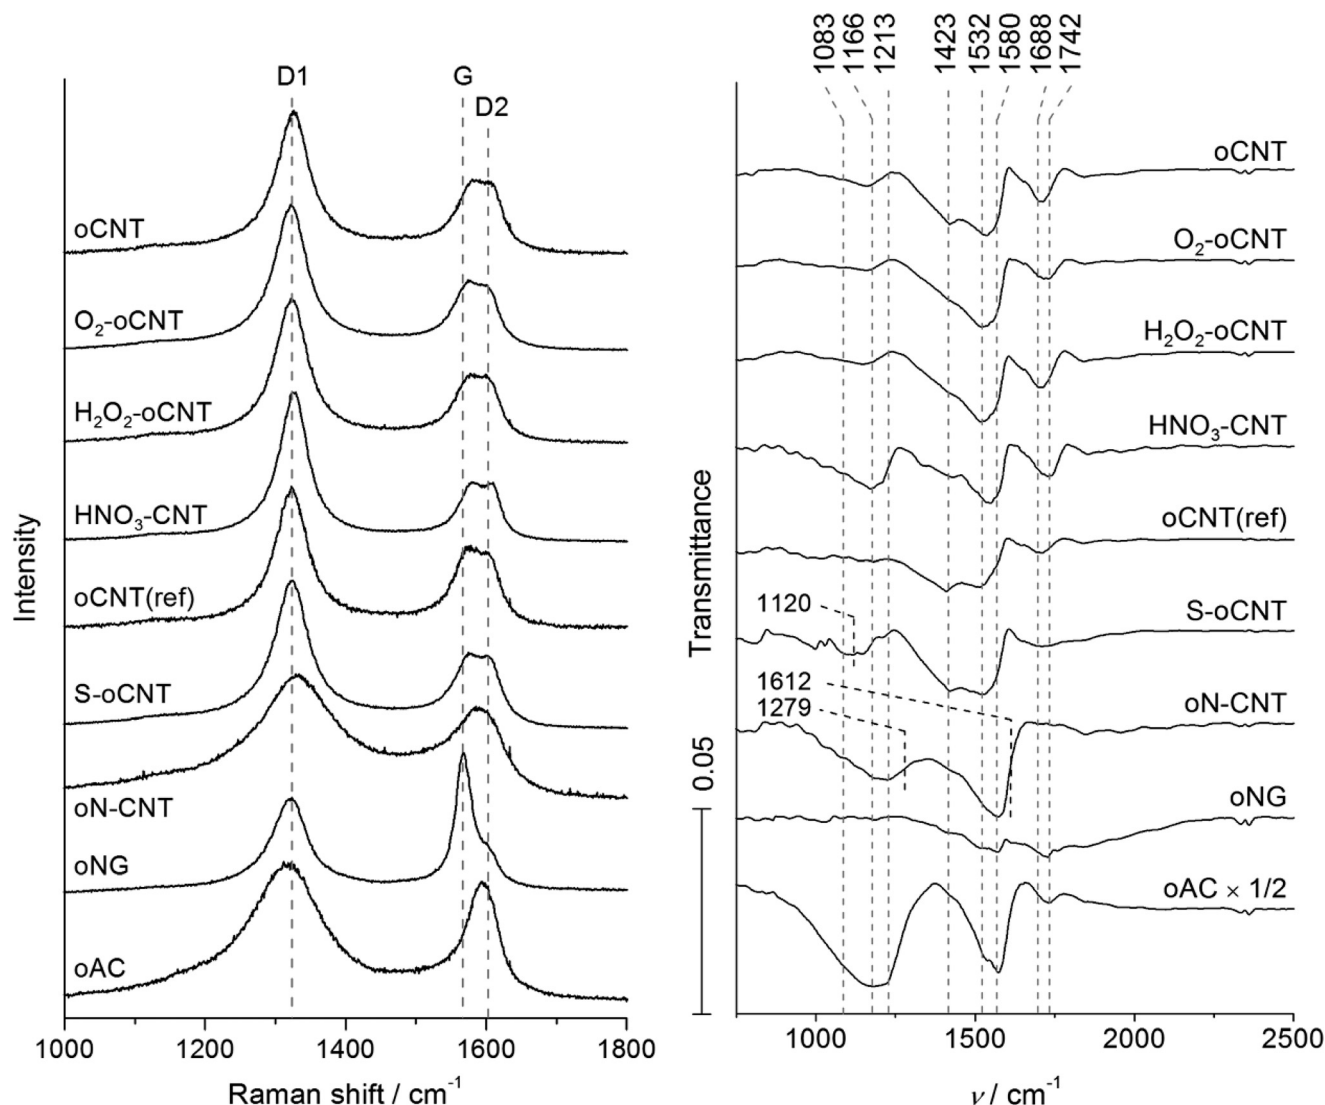 D1
G
D2
oCNT
O₂-oCNT
H₂O₂-oCNT
HNO₃-CNT
oCNT(ref)
S-oCNT
oN-CNT
oNG
oAC
Intensity
1000
1200
1400
1600
1800
Raman shift / cm⁻¹
1083
1166
1213
1423
1532
1580
1688
1742
oCNT
O₂-oCNT
H₂O₂-oCNT
HNO₃-CNT
oCNT(ref)
1120
S-oCNT
1612
1279
oN-CNT
oNG
oAC × 1/2
Transmittance
0.05
1000
1500
2000
2500
ν / cm⁻¹